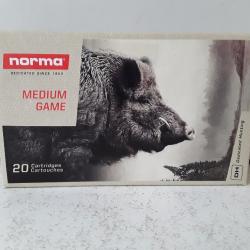 norma
DEDICATED SINCE 1902
MEDIUM
GAME
20 Cartridges
Cartouches